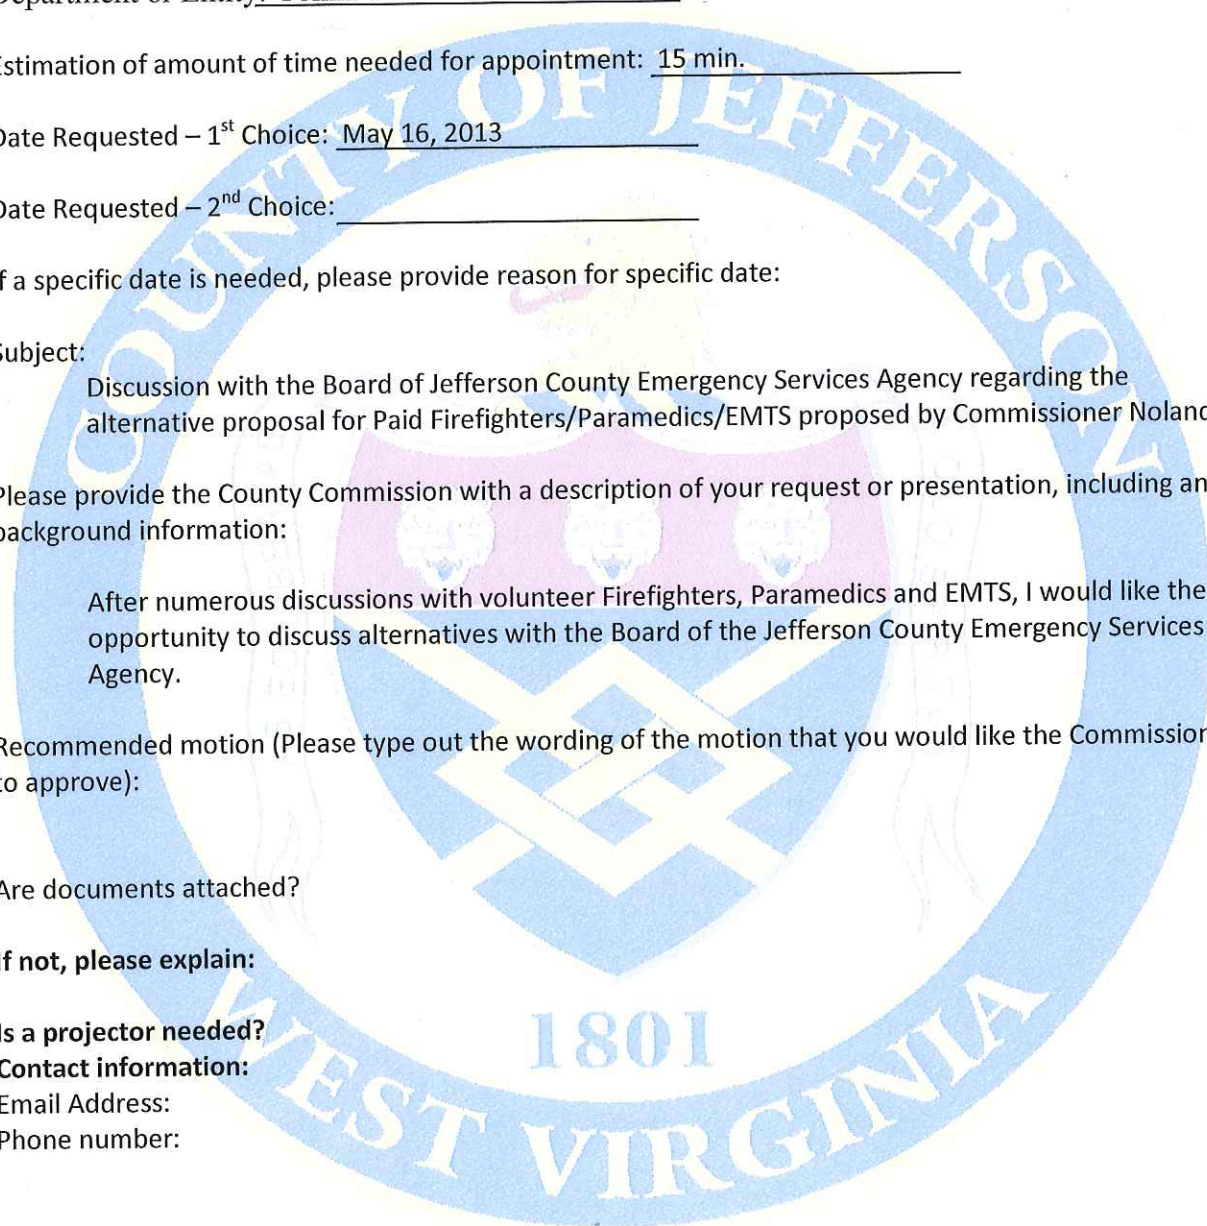 Estimation of amount of time needed for appointment: 15 min.
Date Requested – 1st Choice: May 16, 2013
Date Requested – 2nd Choice:
If a specific date is needed, please provide reason for specific date:
Subject:
Discussion with the Board of Jefferson County Emergency Services Agency regarding the
alternative proposal for Paid Firefighters/Paramedics/EMTS proposed by Commissioner Noland
Please provide the County Commission with a description of your request or presentation, including an
background information:
After numerous discussions with volunteer Firefighters, Paramedics and EMTS, I would like the
opportunity to discuss alternatives with the Board of the Jefferson County Emergency Services
Agency.
Recommended motion (Please type out the wording of the motion that you would like the Commission
to approve):
Are documents attached?
If not, please explain:
Is a projector needed?
Contact information:
Email Address:
Phone number:
COUNTY OF JEFFERSON
1801
WEST VIRGINIA